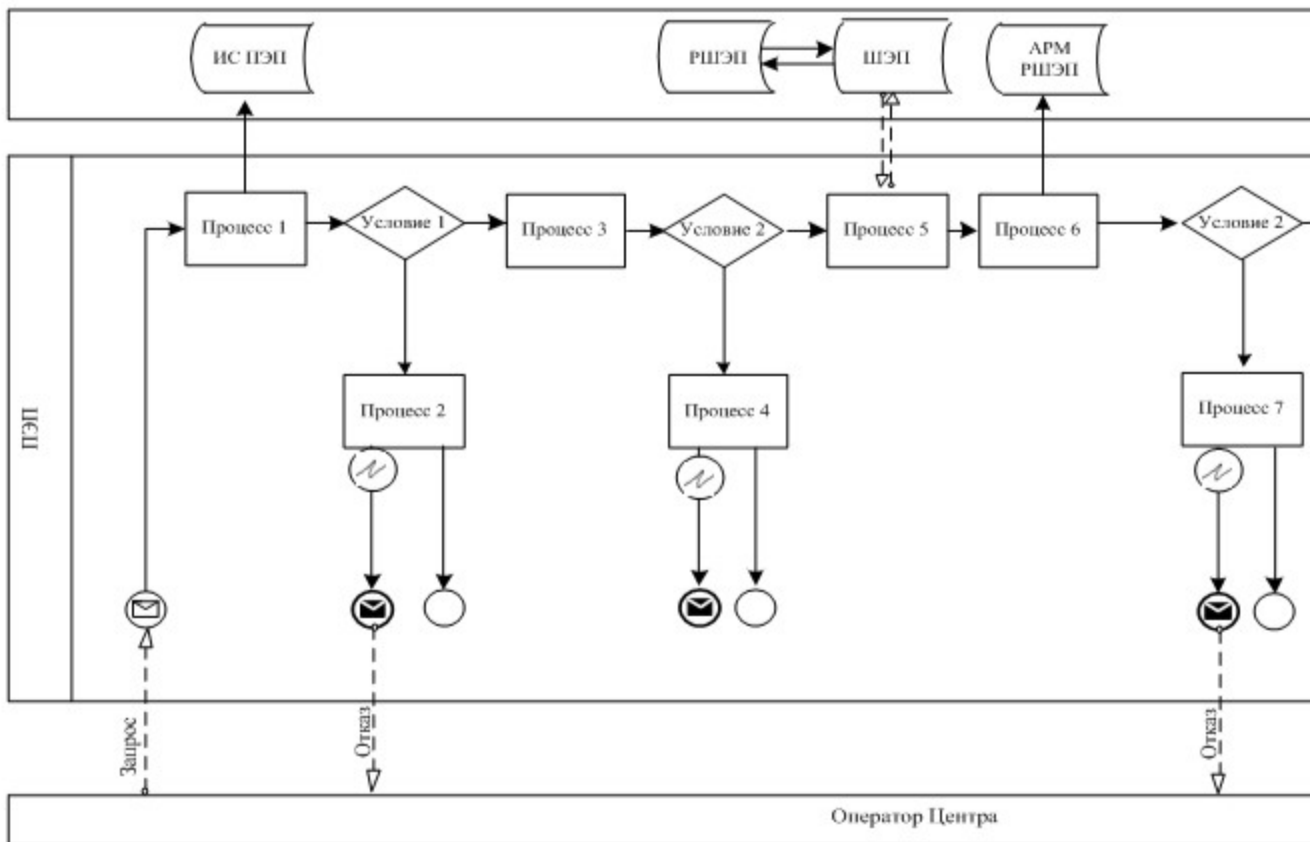 ИС ПЭП
РШЭП
ШЭП
АРМ
РШЭП
Процесс 1
Условие 1
Процесс 3
Условие 2
Процесс 5
Процесс 6
Условие 2
Процесс 2
Процесс 4
Процесс 7
ПЭП
Запрос
Отказ
Отказ
Оператор Центра